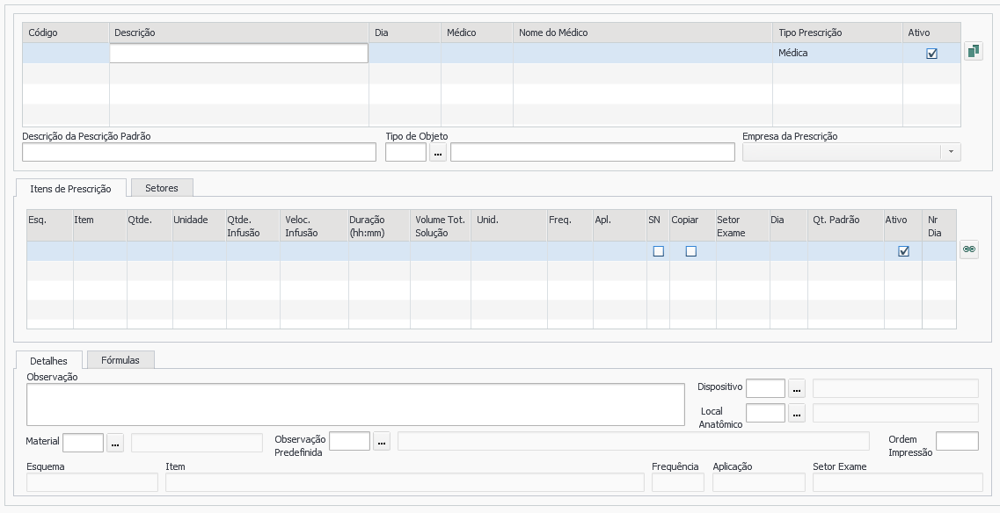 Código Descrição Dia Médico Nome do Médico Tipo Prescrição Ativo
Médica
Descrição da Pescrição Padrão Tipo de Objeto Empresa da Prescrição
...
Itens de Prescrição Setores
Esq. Item Qtde. Unidade Qtde. Veloc. Duração Volume Tot. Unid. Freq. Apl. SN Copiar Setor Dia Qt. Padrão Ativo Nr
Infusão Infusão (hh:mm) Solução Exame Dia
Detalhes Fórmulas
Observação
Dispositivo ...
Local ...
Anatômico
Material ... Observação ... Ordem
Predefinida Impressão
Esquema Item Frequência Aplicação Setor Exame